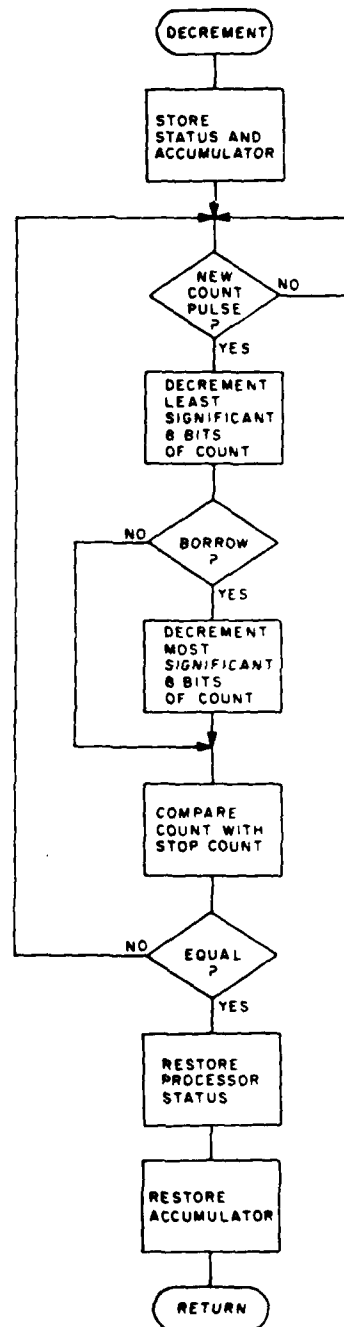 DECREMENT
STORE
STATUS AND
ACCUMULATOR
NEW
COUNT
PULSE
?
NO
YES
DECREMENT
LEAST
SIGNIFICANT
8 BITS
OF COUNT
NO
BORROW
?
YES
DECREMENT
MOST
SIGNIFICANT
8 BITS
OF COUNT
COMPARE
COUNT WITH
STOP COUNT
NO
EQUAL
?
YES
RESTORE
PROCESSOR
STATUS
RESTORE
ACCUMULATOR
RETURN